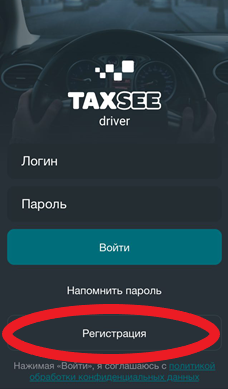 TAXSEE
driver
Логин
Пароль
Войти
Напомнить пароль
Регистрация
Нажимая «Войти», я соглашаюсь с политикой
обработки конфиденциальных данных